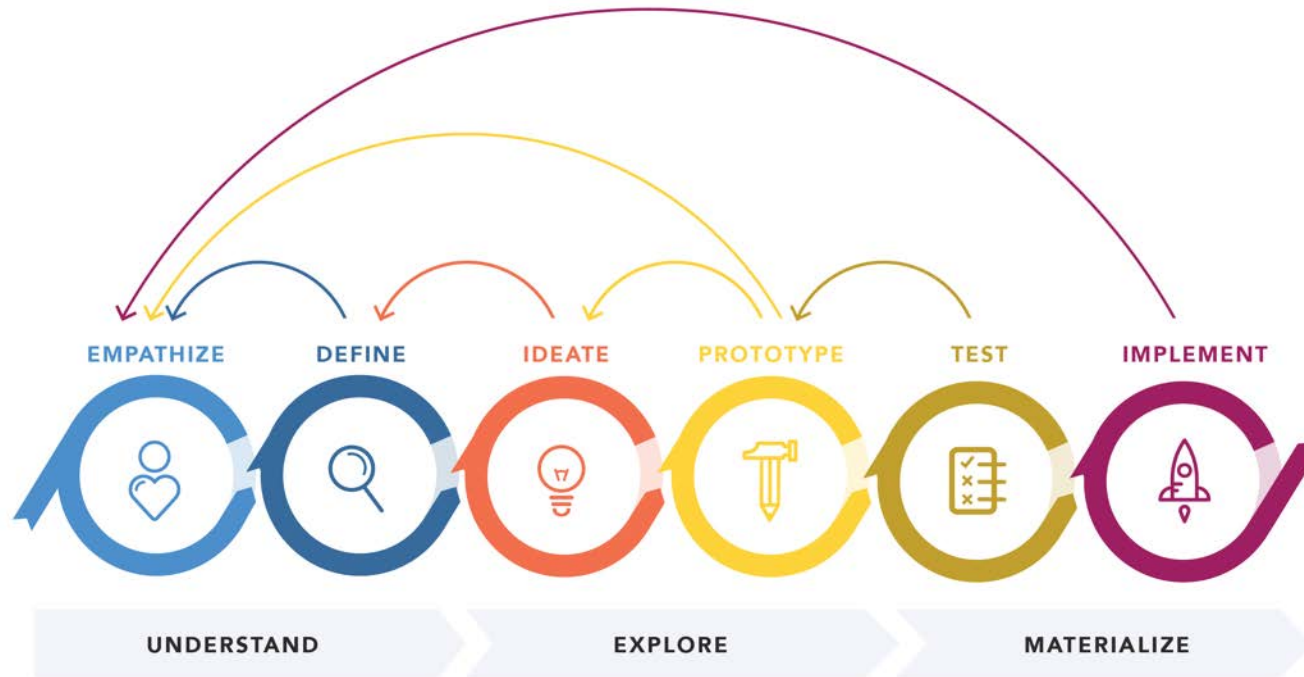 EMPATHIZE
DEFINE
IDEATE
PROTOTYPE
TEST
IMPLEMENT
UNDERSTAND
EXPLORE
MATERIALIZE